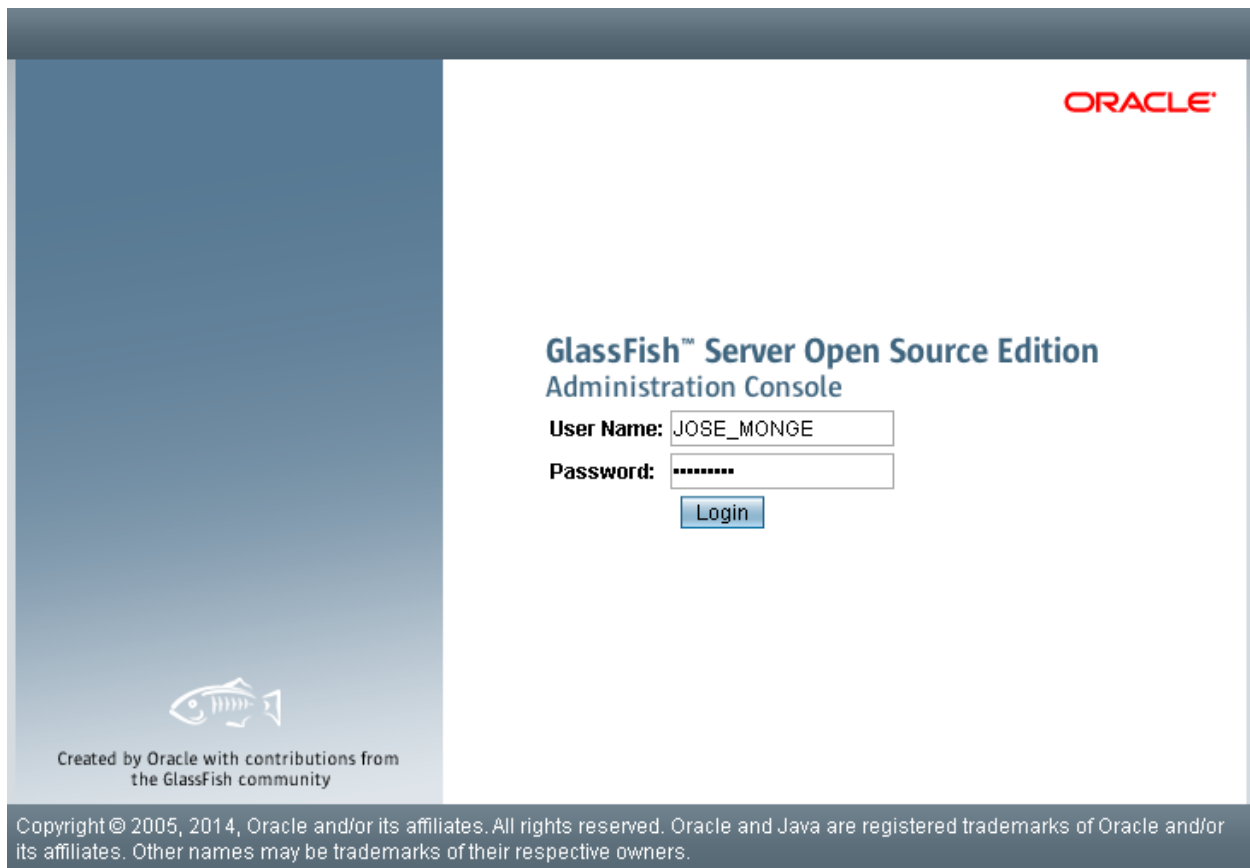 ORACLE
GlassFish™ Server Open Source Edition
Administration Console
User Name: JOSE_MONGE
Password: •••••••••
Login
Created by Oracle with contributions from
the GlassFish community
Copyright © 2005, 2014, Oracle and/or its affiliates. All rights reserved. Oracle and Java are registered trademarks of Oracle and/or
its affiliates. Other names may be trademarks of their respective owners.